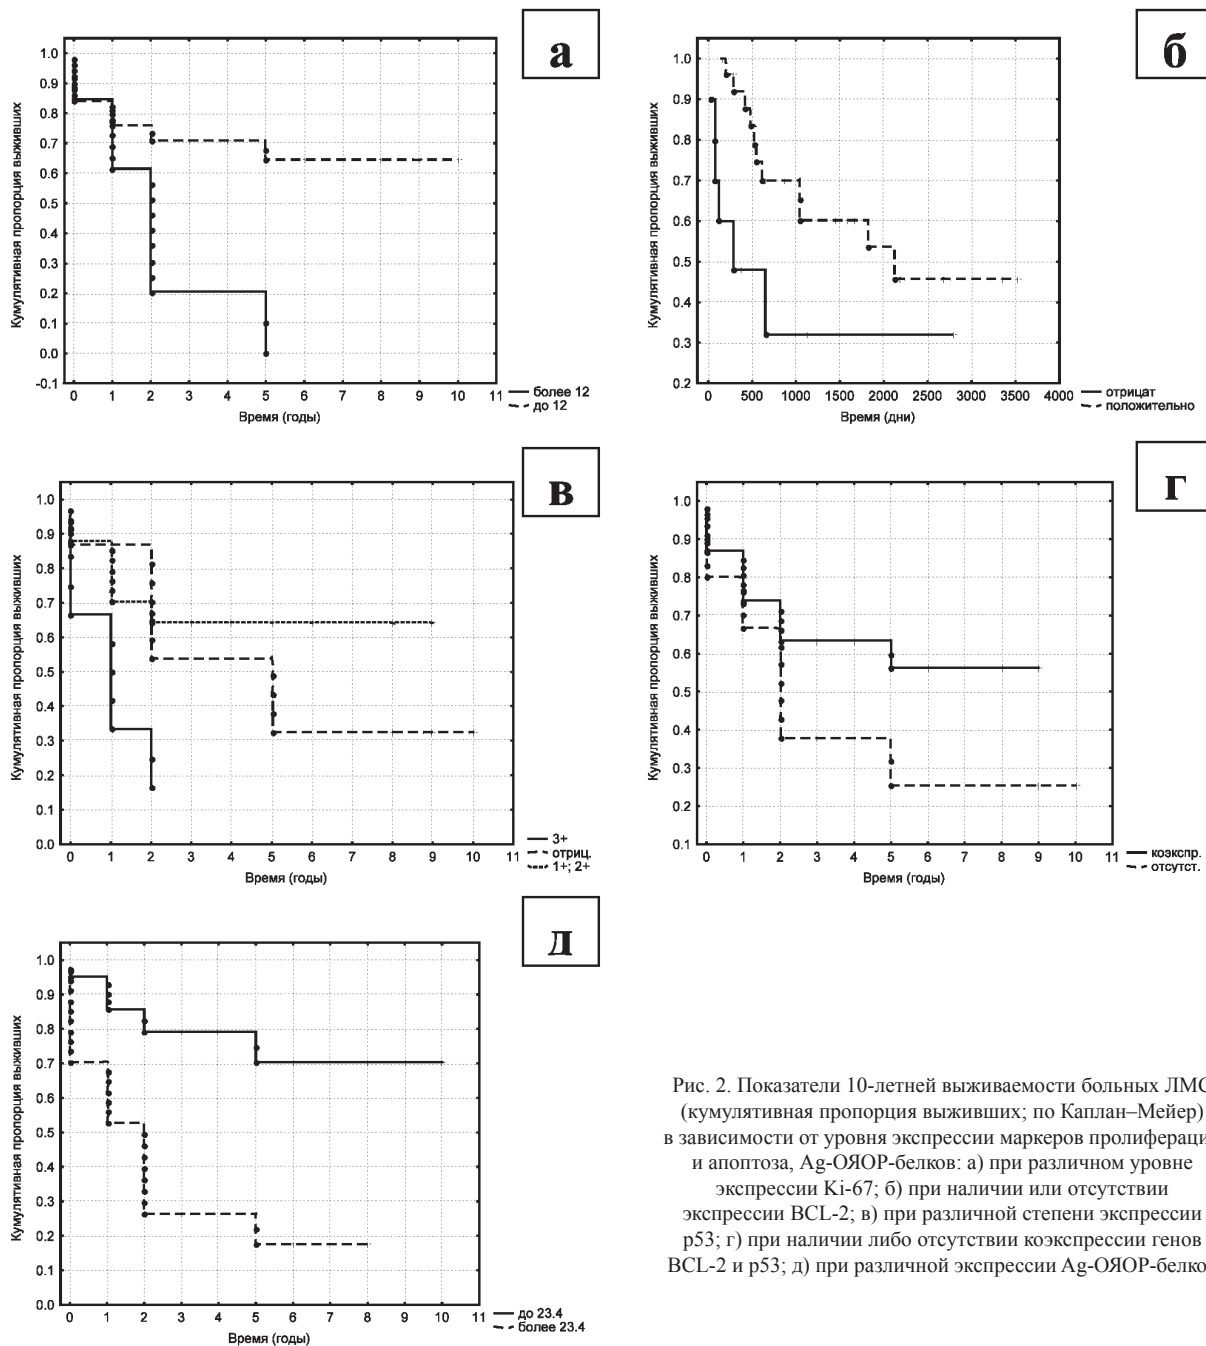 а
Кумулятивная пропорция выживших
1.0
0.9
0.8
0.7
0.6
0.5
0.4
0.3
0.2
0.1
0.0
-0.1
0 1 2 3 4 5 6 7 8 9 10 11
Время (годы)
более 12
до 12
б
Кумулятивная пропорция выживших
1.0
0.9
0.8
0.7
0.6
0.5
0.4
0.3
0.2
0 500 1000 1500 2000 2500 3000 3500 4000
Время (дни)
отрицат
положительно
в
Кумулятивная пропорция выживших
1.0
0.9
0.8
0.7
0.6
0.5
0.4
0.3
0.2
0.1
0.0
0 1 2 3 4 5 6 7 8 9 10 11
Время (годы)
3+
отриц.
1+; 2+
г
Кумулятивная пропорция выживших
1.0
0.9
0.8
0.7
0.6
0.5
0.4
0.3
0.2
0.1
0 1 2 3 4 5 6 7 8 9 10 11
Время (годы)
коэкспр.
отсутст.
д
Кумулятивная пропорция выживших
1.0
0.9
0.8
0.7
0.6
0.5
0.4
0.3
0.2
0.1
0.0
0 1 2 3 4 5 6 7 8 9 10 11
Время (годы)
до 23.4
более 23.4
Рис. 2. Показатели 10-летней выживаемости больных ЛМС
(кумулятивная пропорция выживших; по Каплан–Мейер)
в зависимости от уровня экспрессии маркеров пролифераци
и апоптоза, Ag-ОЯОР-белков: а) при различном уровне
экспрессии Ki-67; б) при наличии или отсутствии
экспрессии BCL-2; в) при различной степени экспрессии
p53; г) при наличии либо отсутствии коэкспрессии генов
BCL-2 и p53; д) при различной экспрессии Ag-ОЯОР-белко